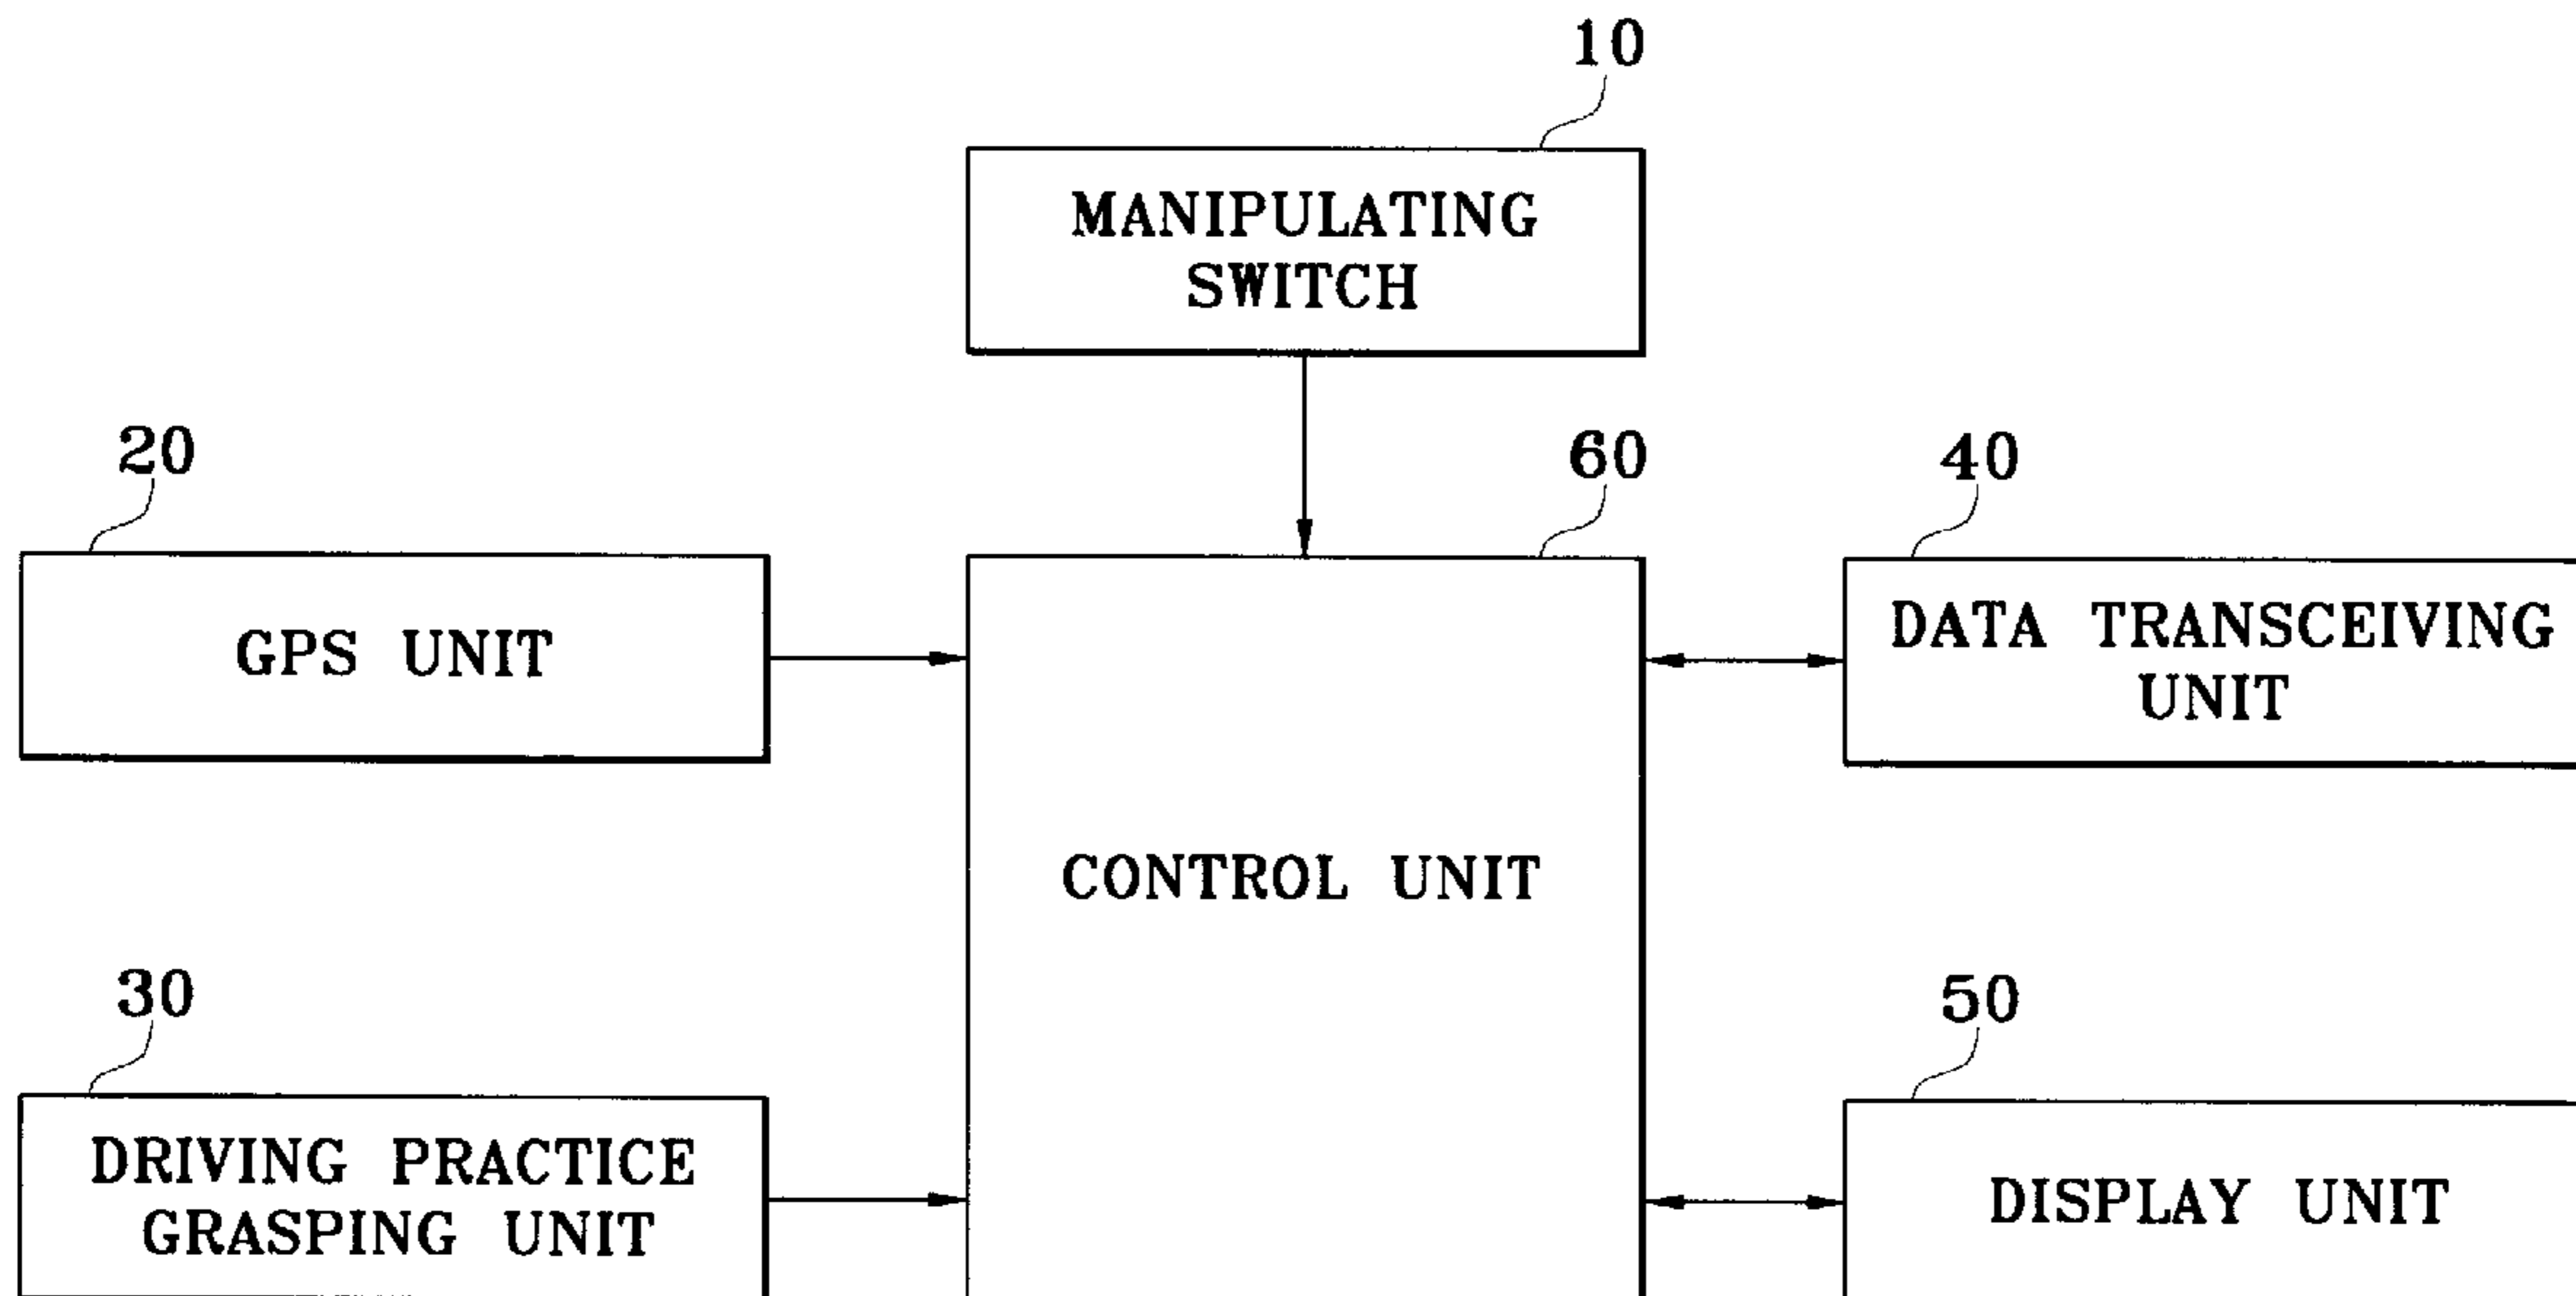 10
MANIPULATING
SWITCH
20
60
40
GPS UNIT
CONTROL UNIT
DATA TRANSCEIVING
UNIT
30
50
DRIVING PRACTICE
GRASPING UNIT
DISPLAY UNIT